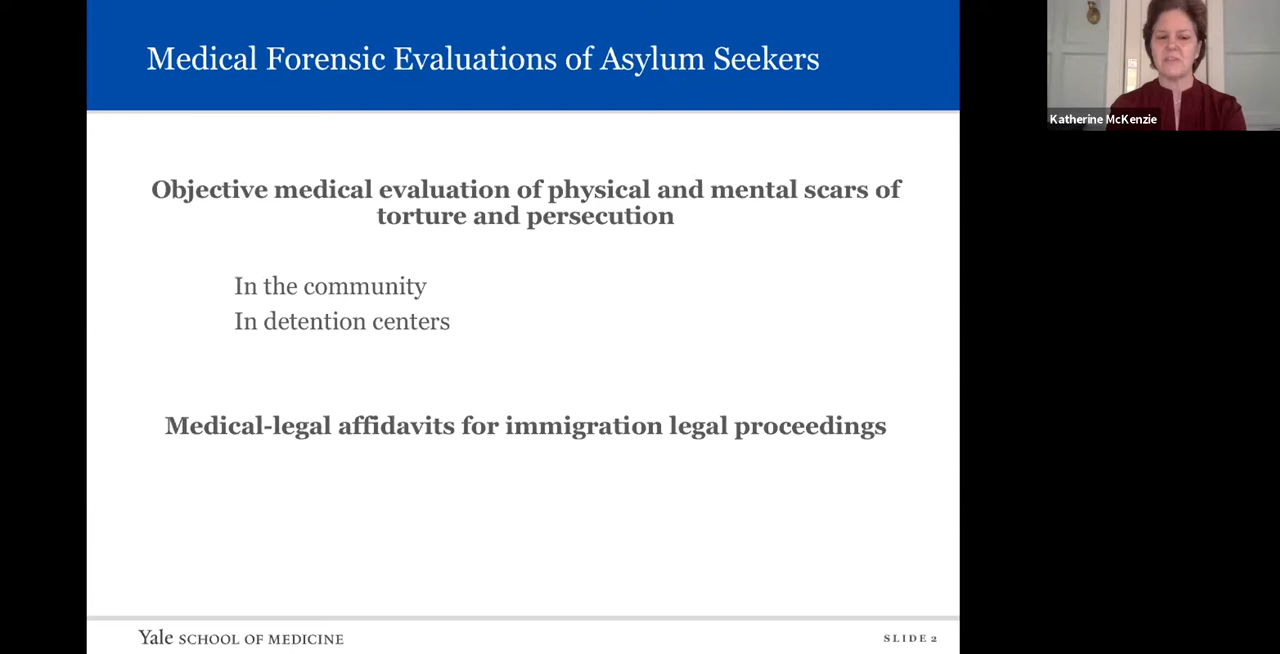 Medical Forensic Evaluations of Asylum Seekers
Katherine McKenzie
Objective medical evaluation of physical and mental scars of
torture and persecution
In the community
In detention centers
Medical-legal affidavits for immigration legal proceedings
Yale SCHOOL OF MEDICINE
SLIDE 2